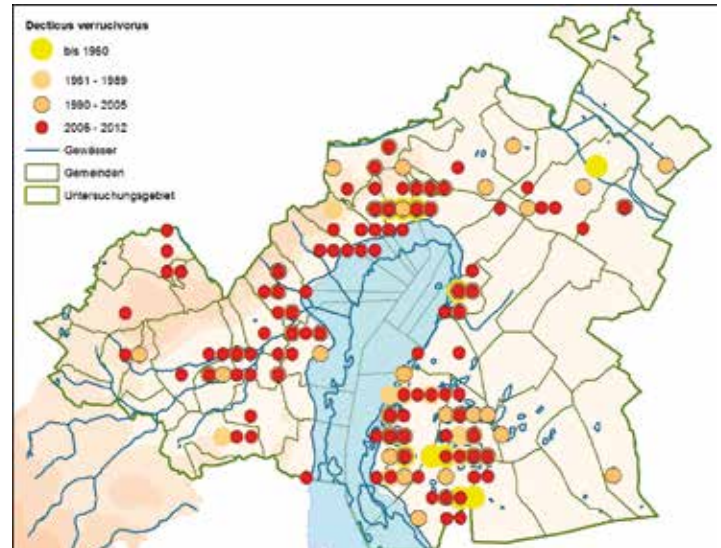 Decticus verrucivorus
bis 1960
1961 - 1989
1990 - 2005
2006 - 2012
Gewässer
Gemeinden
Untersuchungsgebiet